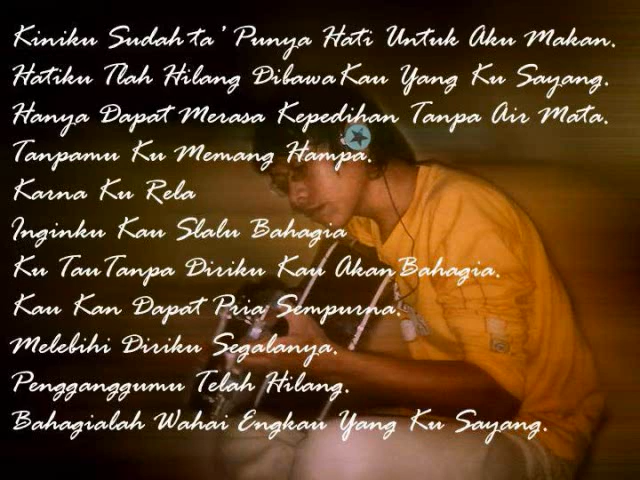 Kiniku Sudah ta' Punya Hati Untuk Aku Makan.
Hatiku Tlah Hilang Dibawa Kau Yang Ku Sayang.
Hanya Dapat Merasa Kepedihan Tanpa Air Mata.
Tanpamu Ku Memang Hampa.
Karna Ku Rela
Inginku Kau Slalu Bahagia
Ku Tau Tanpa Diriku Kau Akan Bahagia.
Kau Kan Dapat Pria Sempurna.
Melebihi Diriku Segalanya.
Pengganggumu Telah Hilang.
Bahagialah Wahai Engkau Yang Ku Sayang.